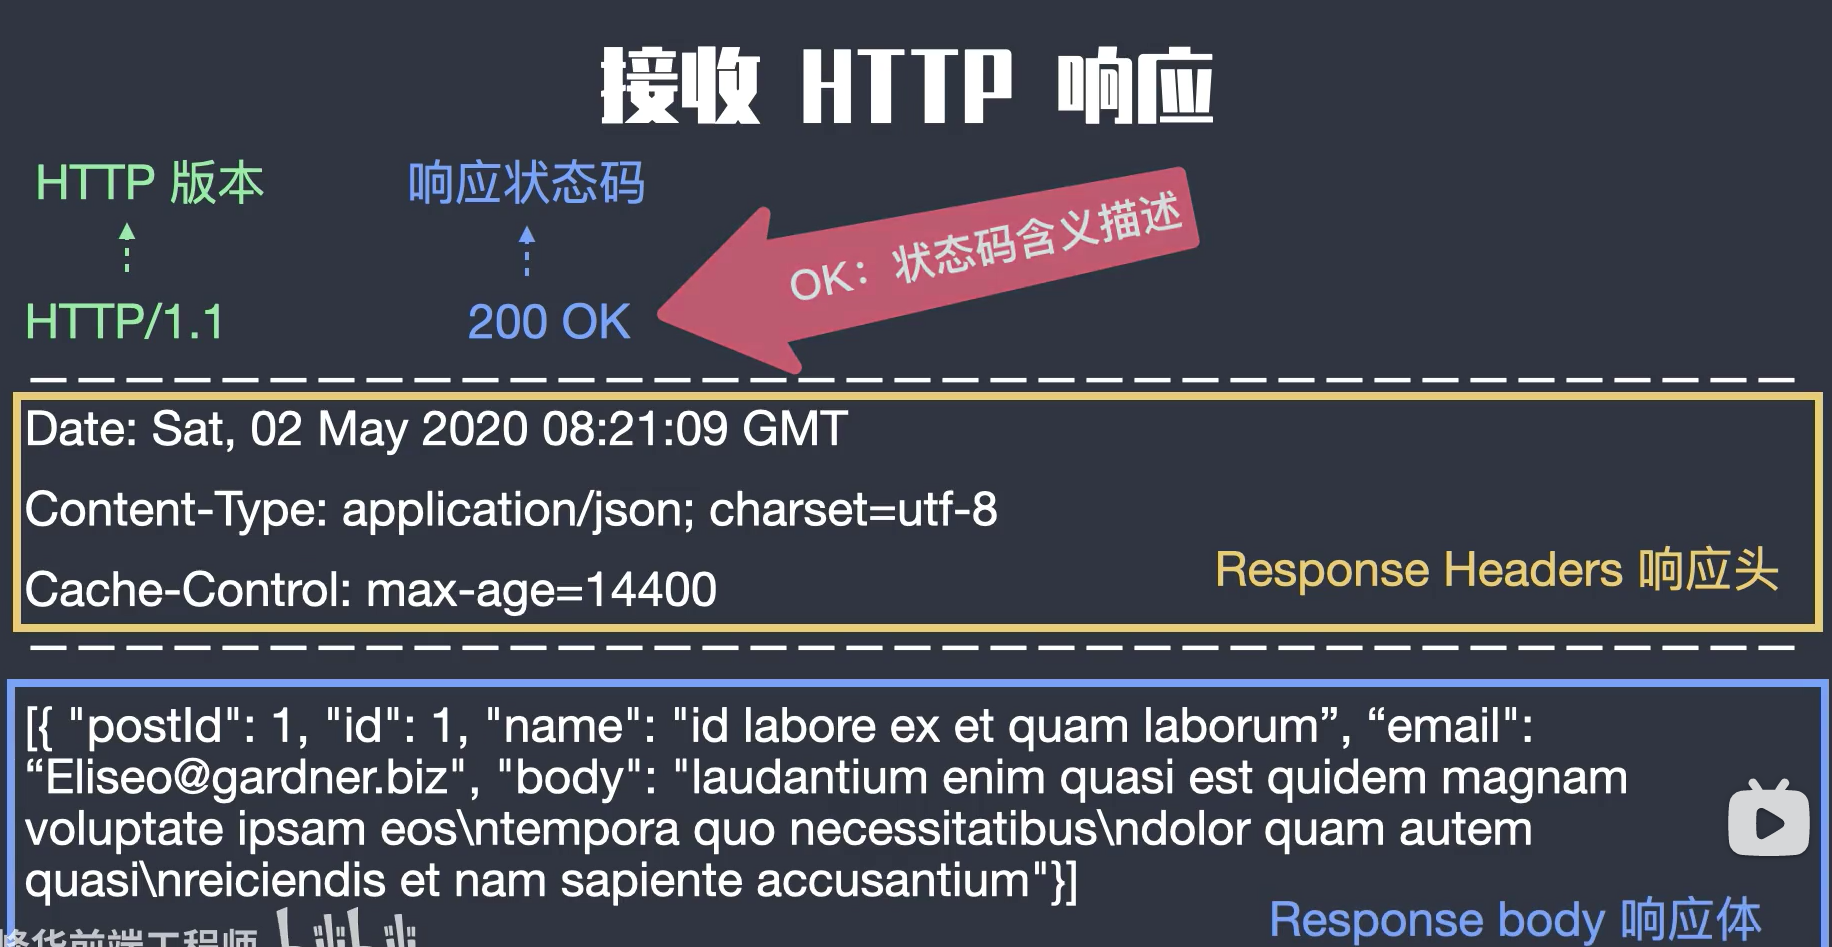 接收 HTTP 响应
HTTP 版本 响应状态码
OK：状态码含义描述
HTTP/1.1 200 OK
Date: Sat, 02 May 2020 08:21:09 GMT
Content-Type: application/json; charset=utf-8
Cache-Control: max-age=14400
Response Headers 响应头
[{ "postId": 1, "id": 1, "name": "id labore ex et quam laborum”, “email":
“Eliseo@gardner.biz", "body": "laudantium enim quasi est quidem magnam
voluptate ipsam eos\ntempora quo necessitatibus\ndolor quam autem
quasi\nreiciendis et nam sapiente accusantium"}]
Response body 响应体
华前端工程师 bilibili